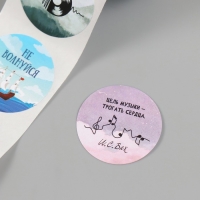 НЕ
ВОЛНУЙСЯ
ЦЕЛЬ МУЗЫКИ —
ТРОГАТЬ СЕРДЦА.
И.С. Бах